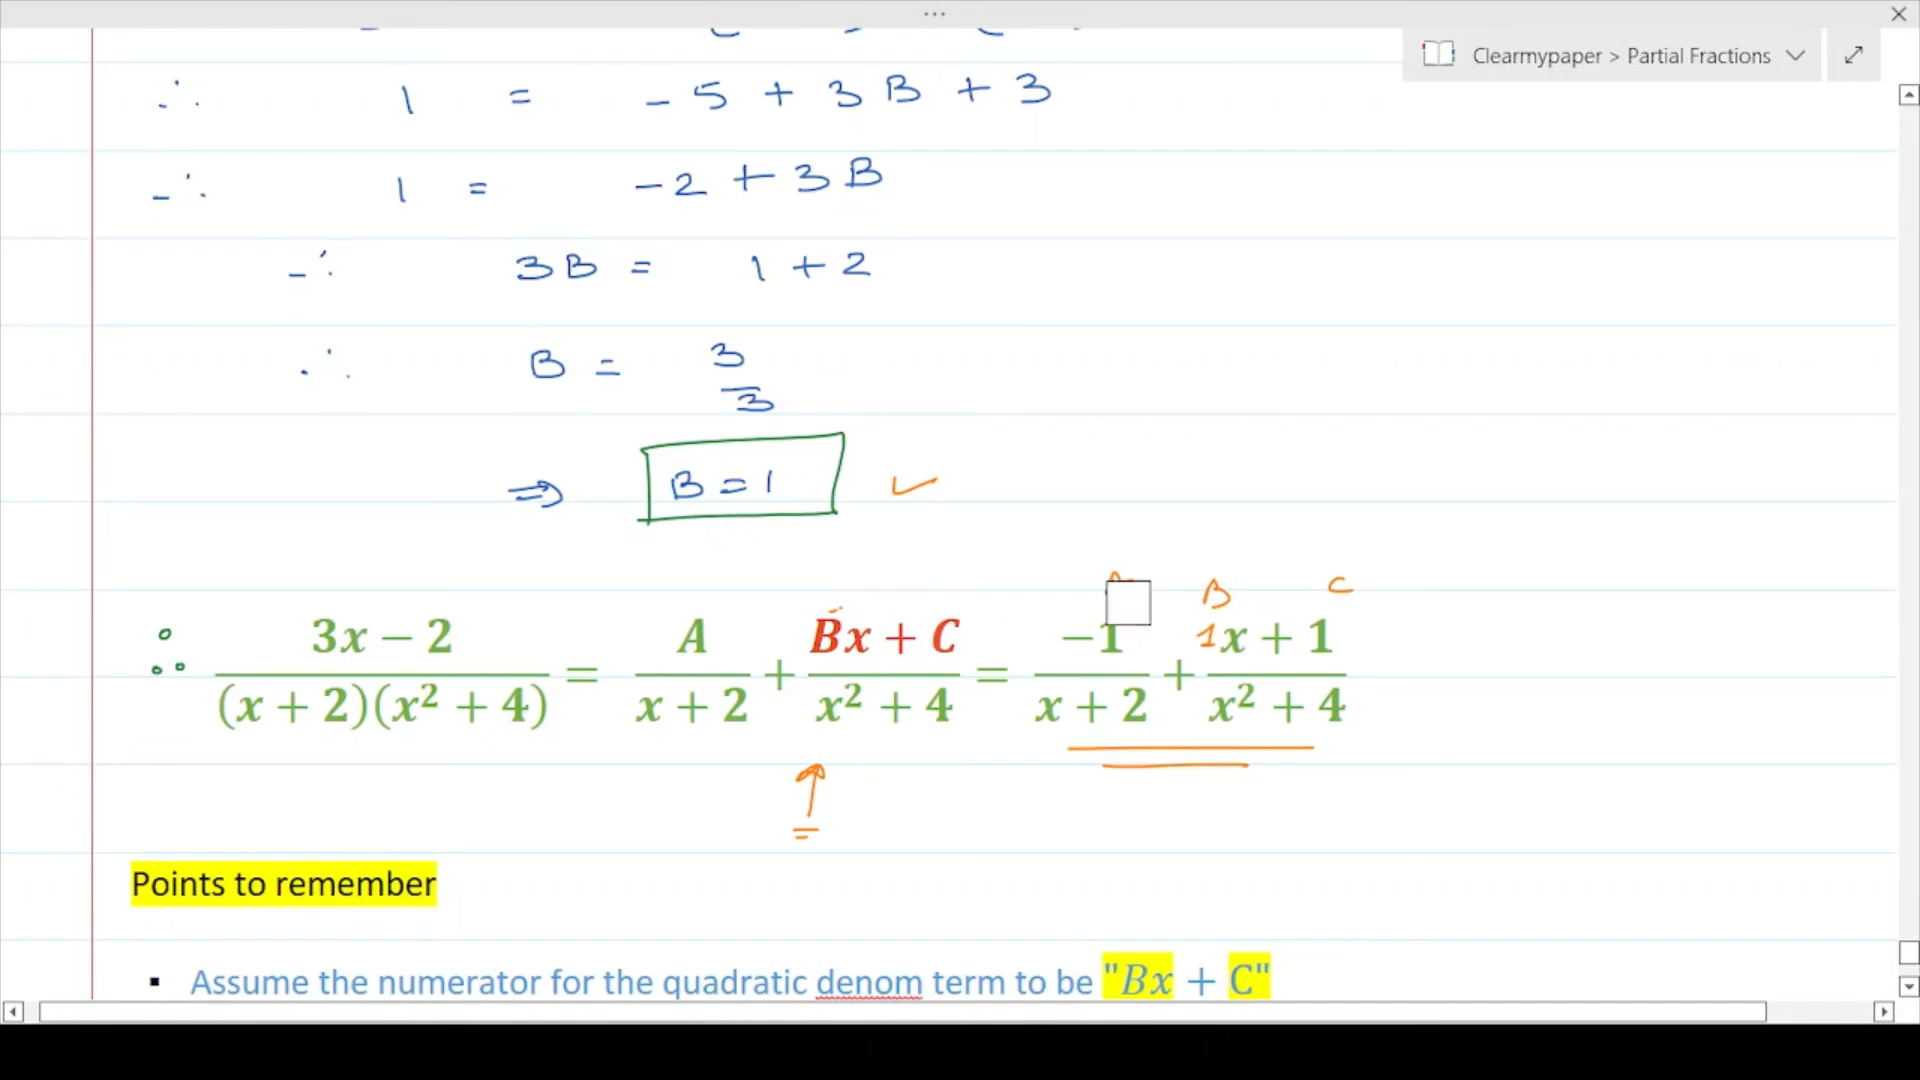 Clearmypaper > Partial Fractions
∴ 1 = - 5 + 3B + 3
∴ 1 = -2 + 3B
∴ 3B = 1 + 2
∴ B = 3/3
⇒ B = 1 ✓
B C
∴ (3x − 2)/((x + 2)(x² + 4)) = A/(x + 2) + (Bx + C)/(x² + 4) = −1/(x + 2) + (1x + 1)/(x² + 4)
Points to remember
▪ Assume the numerator for the quadratic denom term to be "Bx + C"